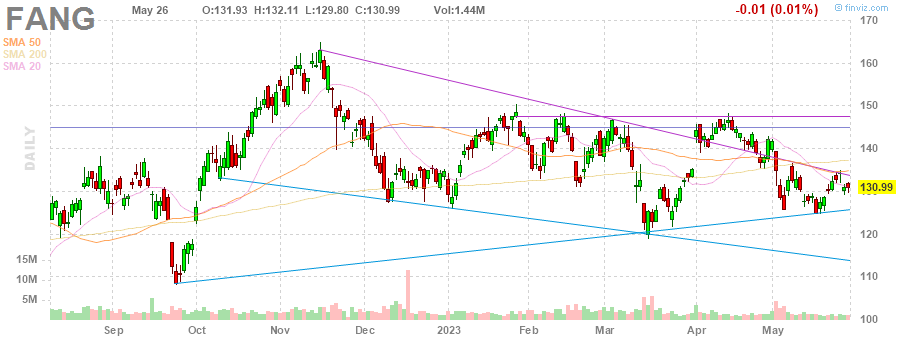 FANG May 26 O:131.93 H:132.11 L:129.80 C:130.99 Vol:1.44M -0.01 (0.01%) finviz.com
SMA 50
SMA 200
SMA 20
DAILY
170
160
150
140
130.99
120
110
100
15M
10M
5M
Sep Oct Nov Dec 2023 Feb Mar Apr May